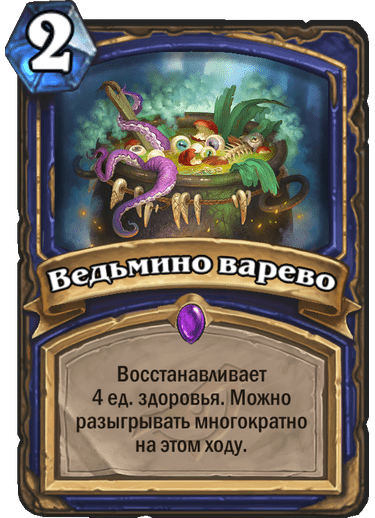 2
Ведьмино варево
Восстанавливает
4 ед. здоровья. Можно
разыгрывать многократно
на этом ходу.